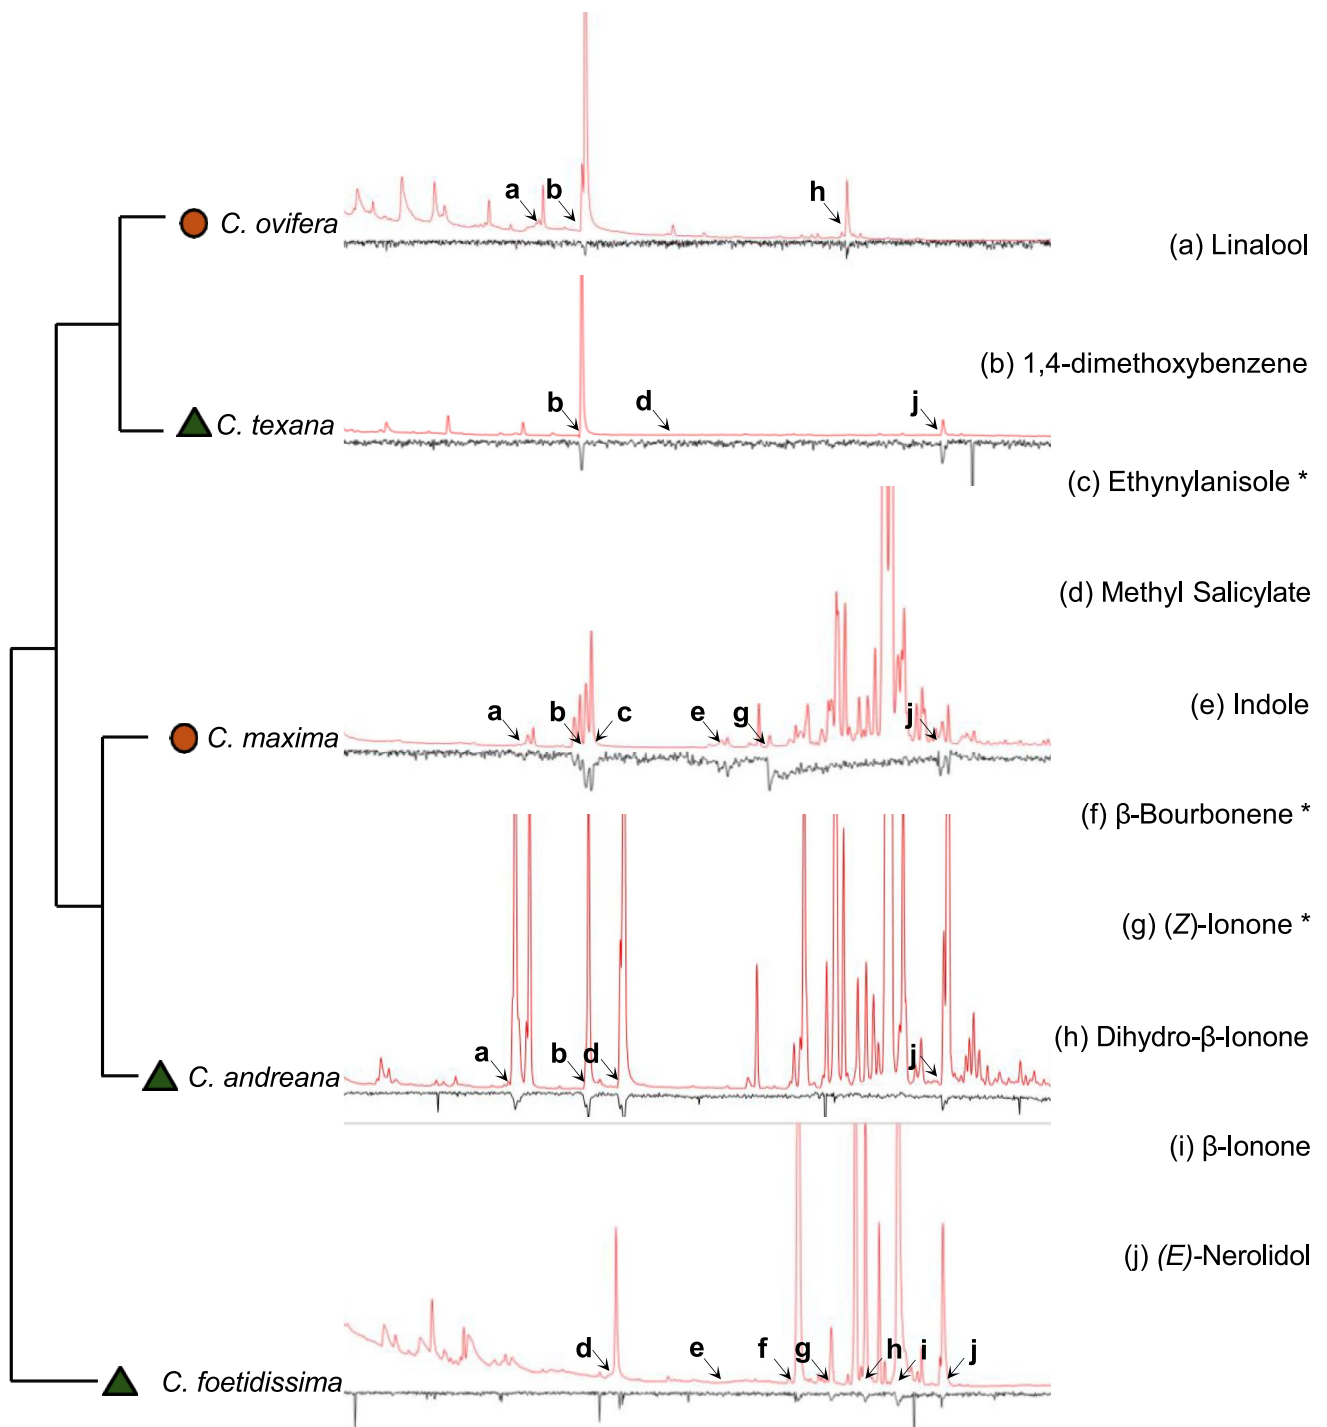 a b h
C. ovifera
(a) Linalool
(b) 1,4-dimethoxybenzene
b d j
C. texana
(c) Ethynylanisole *
(d) Methyl Salicylate
a b c e g j
C. maxima
(e) Indole
(f) β-Bourbonene *
(g) (Z)-Ionone *
(h) Dihydro-β-Ionone
a b d j
C. andreana
(i) β-Ionone
(j) (E)-Nerolidol
d e f g h i j
C. foetidissima